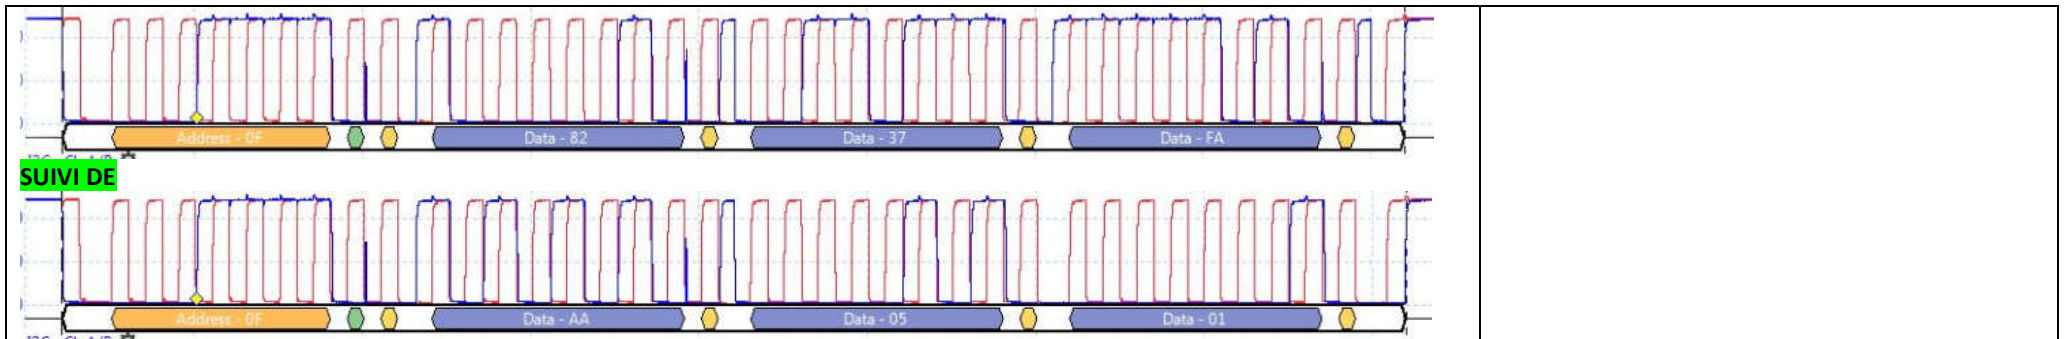 Address - 0F Data - 82 Data - 37 Data - FA
SUIVI DE
Address - 0F Data - AA Data - 05 Data - 01